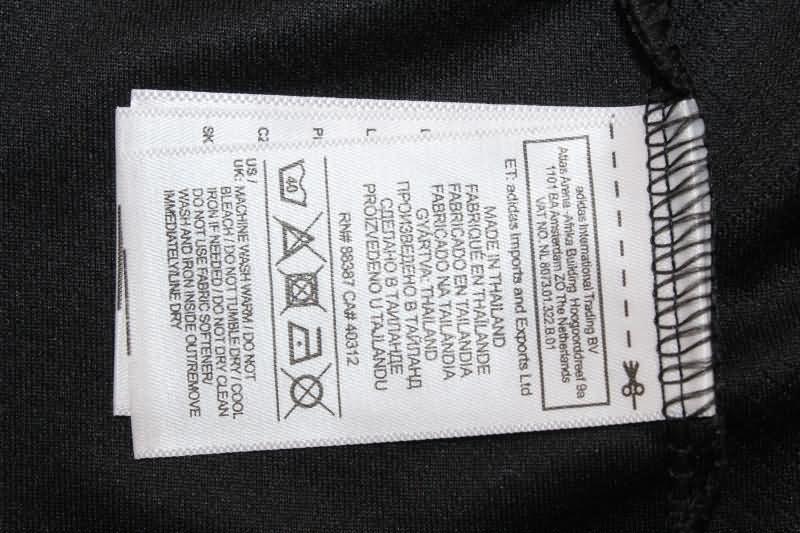 adidas International Trading BV
Atlas Arena -Afrika Building Hoogoorddreef 9a
1101 BA Amsterdam ZO The Netherlands
VAT NO. NL 8073.01.322.B.01
ET: adidas Imports and Exports Ltd
MADE IN THAILAND
FABRIQUÉ EN THAÏLANDE
FABRICADO EN TAILANDIA
FABRICADO NA TAILÂNDIA
GYÁRTVA: THAILAND
ПРОИЗВЕДЕНО В ТАЙЛАНД
СДЕЛАНО В ТАИЛАНДЕ
PROIZVEDENO U TAJLANDU
RN# 88387 CA# 40312
40
US /
UK: MACHINE WASH WARM / DO NOT
BLEACH / DO NOT TUMBLE DRY / COOL
IRON IF NEEDED / DO NOT DRY CLEAN
DO NOT USE FABRIC SOFTENER/
WASH AND IRON INSIDE OUT/REMOVE
IMMEDIATELY/LINE DRY
SK